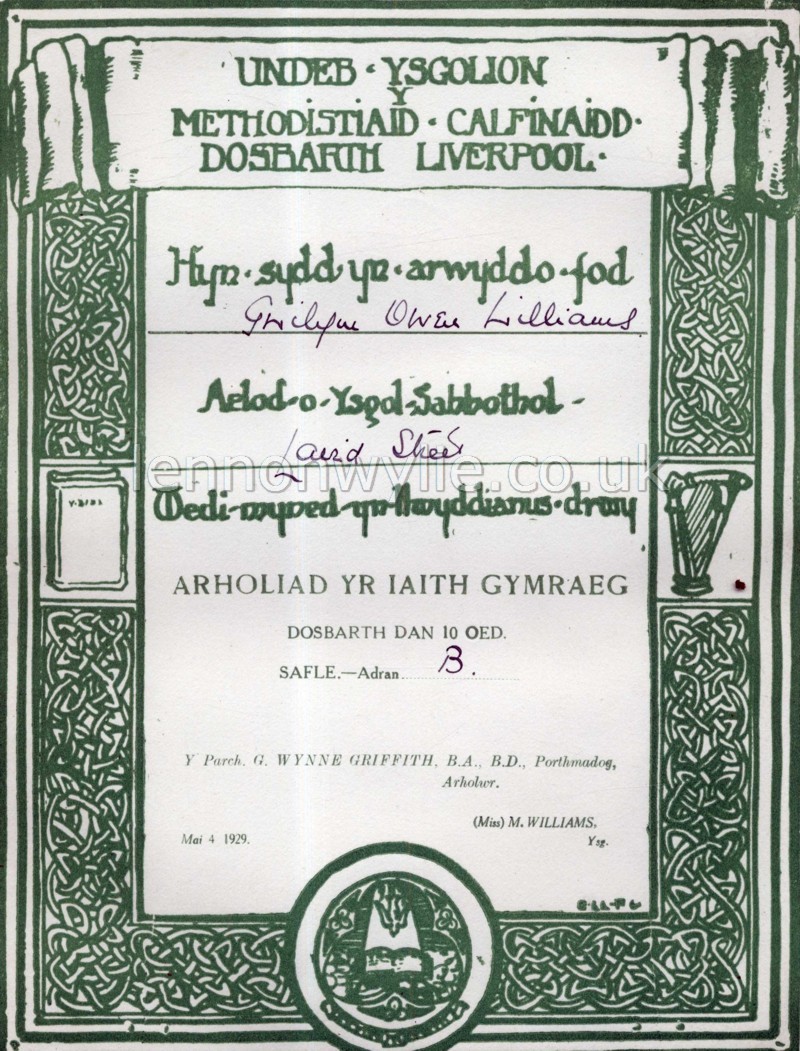 UNDEB · YSGOLION
Y
METHODISTIAID · CALFINAIDD ·
DOSBARTH LIVERPOOL ·
Hyn · sydd yn · arwyddo · fod
Gwilym Owen Williams
Aelod-o-Ysgol-Sabbothol-
Laird Street
lennonwylie.co.uk
Wedi-myned-yn-llwyddianus-drwy
Y-BIBL
ARHOLIAD YR IAITH GYMRAEG
DOSBARTH DAN 10 OED.
SAFLE.—Adran B.
Y Parch. G. WYNNE GRIFFITH, B.A., B.D., Porthmadog,
Arholwr.
(Miss) M. WILLIAMS,
Mai 4 1929. Ysg.